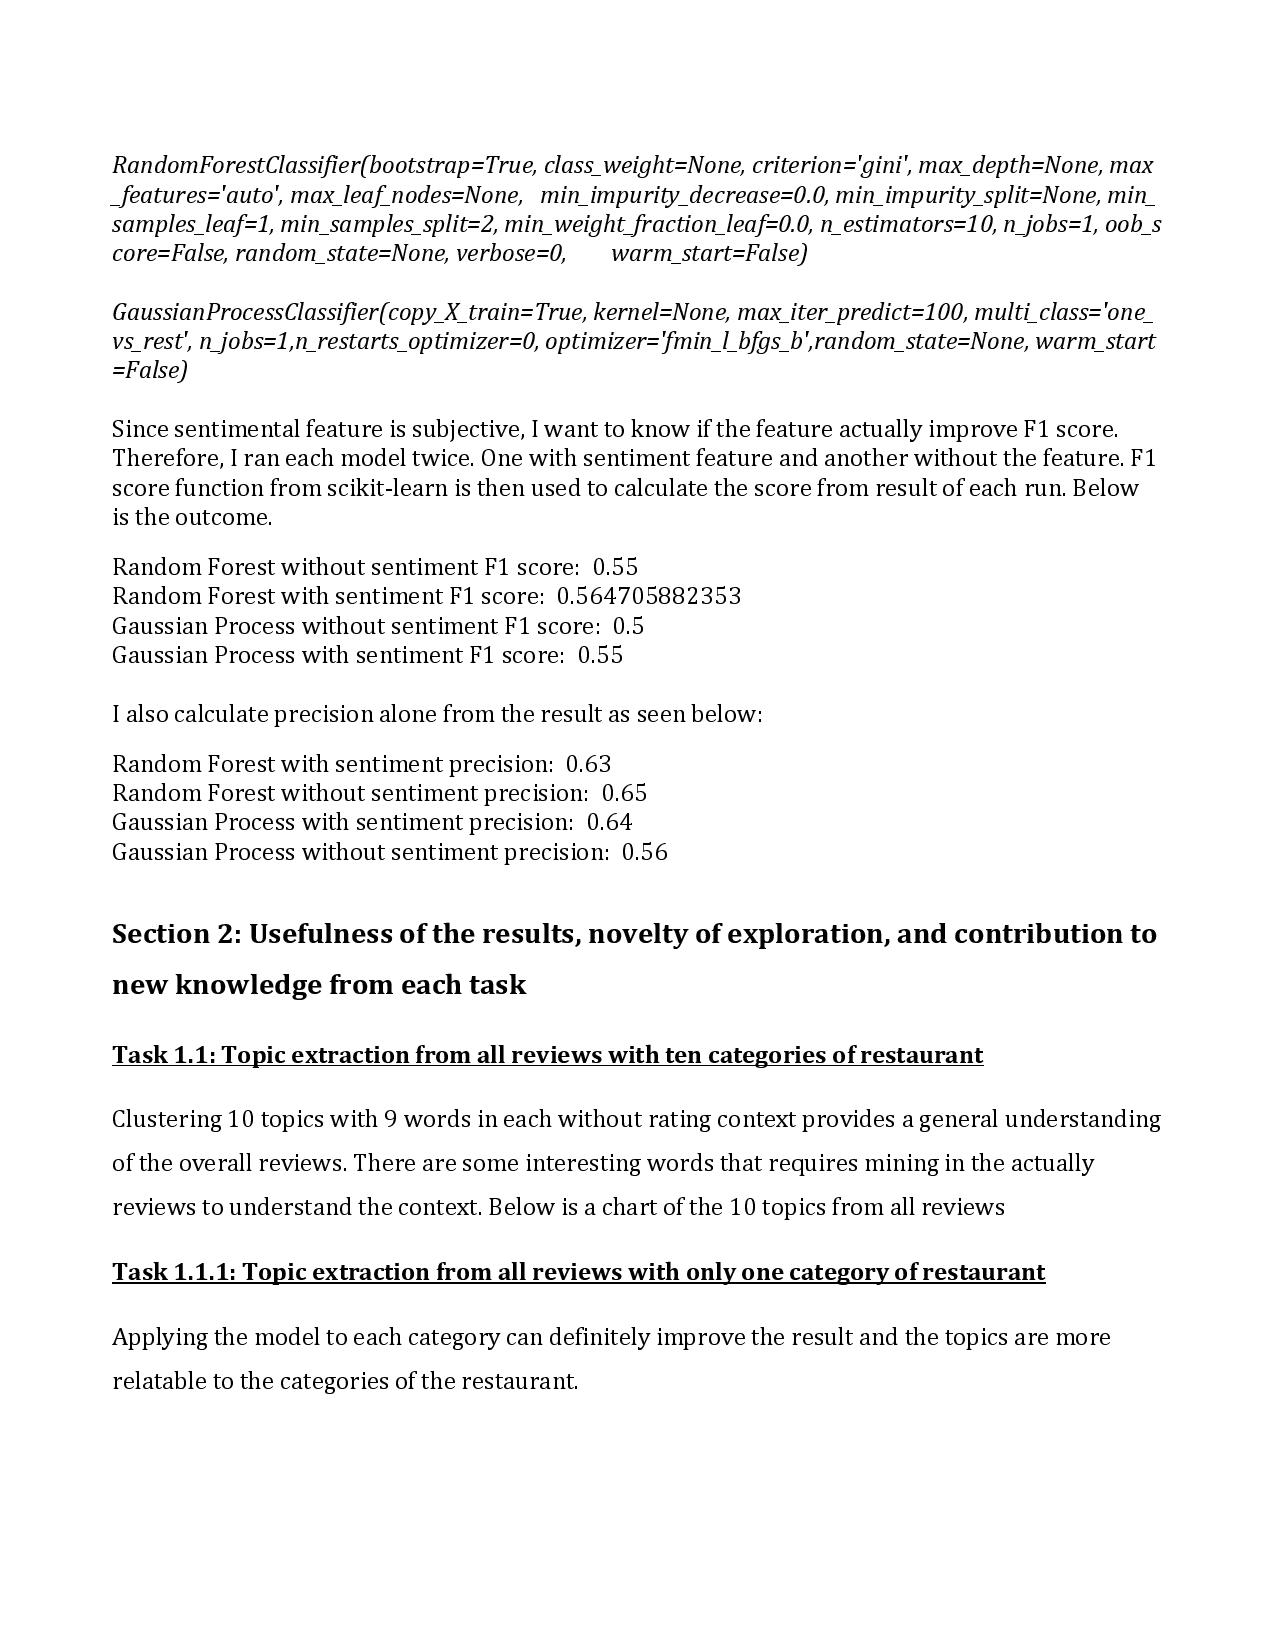 RandomForestClassifier(bootstrap=True, class_weight=None, criterion='gini', max_depth=None, max
_features='auto', max_leaf_nodes=None,   min_impurity_decrease=0.0, min_impurity_split=None, min_
samples_leaf=1, min_samples_split=2, min_weight_fraction_leaf=0.0, n_estimators=10, n_jobs=1, oob_s
core=False, random_state=None, verbose=0,       warm_start=False)
GaussianProcessClassifier(copy_X_train=True, kernel=None, max_iter_predict=100, multi_class='one_
vs_rest', n_jobs=1,n_restarts_optimizer=0, optimizer='fmin_l_bfgs_b',random_state=None, warm_start
=False)
Since sentimental feature is subjective, I want to know if the feature actually improve F1 score.
Therefore, I ran each model twice. One with sentiment feature and another without the feature. F1
score function from scikit-learn is then used to calculate the score from result of each run. Below
is the outcome.
Random Forest without sentiment F1 score:  0.55
Random Forest with sentiment F1 score:  0.564705882353
Gaussian Process without sentiment F1 score:  0.5
Gaussian Process with sentiment F1 score:  0.55
I also calculate precision alone from the result as seen below:
Random Forest with sentiment precision:  0.63
Random Forest without sentiment precision:  0.65
Gaussian Process with sentiment precision:  0.64
Gaussian Process without sentiment precision:  0.56
Section 2: Usefulness of the results, novelty of exploration, and contribution to
new knowledge from each task
Task 1.1: Topic extraction from all reviews with ten categories of restaurant
Clustering 10 topics with 9 words in each without rating context provides a general understanding
of the overall reviews. There are some interesting words that requires mining in the actually
reviews to understand the context. Below is a chart of the 10 topics from all reviews
Task 1.1.1: Topic extraction from all reviews with only one category of restaurant
Applying the model to each category can definitely improve the result and the topics are more
relatable to the categories of the restaurant.